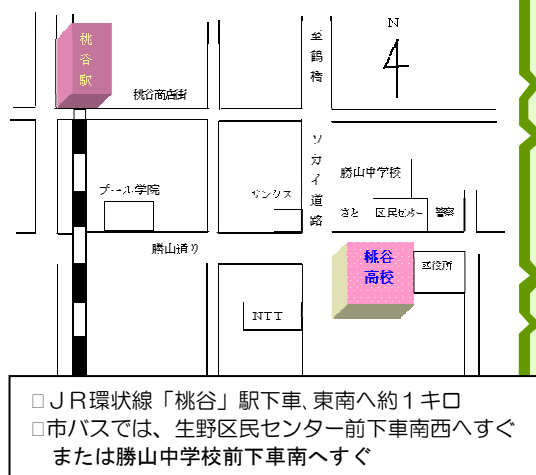 N
桃谷駅
至鶴橋
桃谷商店街
ソカイ道路
勝山中学校
プール学院
サンクス
さと
区民センター
警察
勝山通り
桃谷高校
区役所
NTT
□ＪＲ環状線「桃谷」駅下車、東南へ約１キロ
□市バスでは、生野区民センター前下車南西へすぐ
または勝山中学校前下車南へすぐ